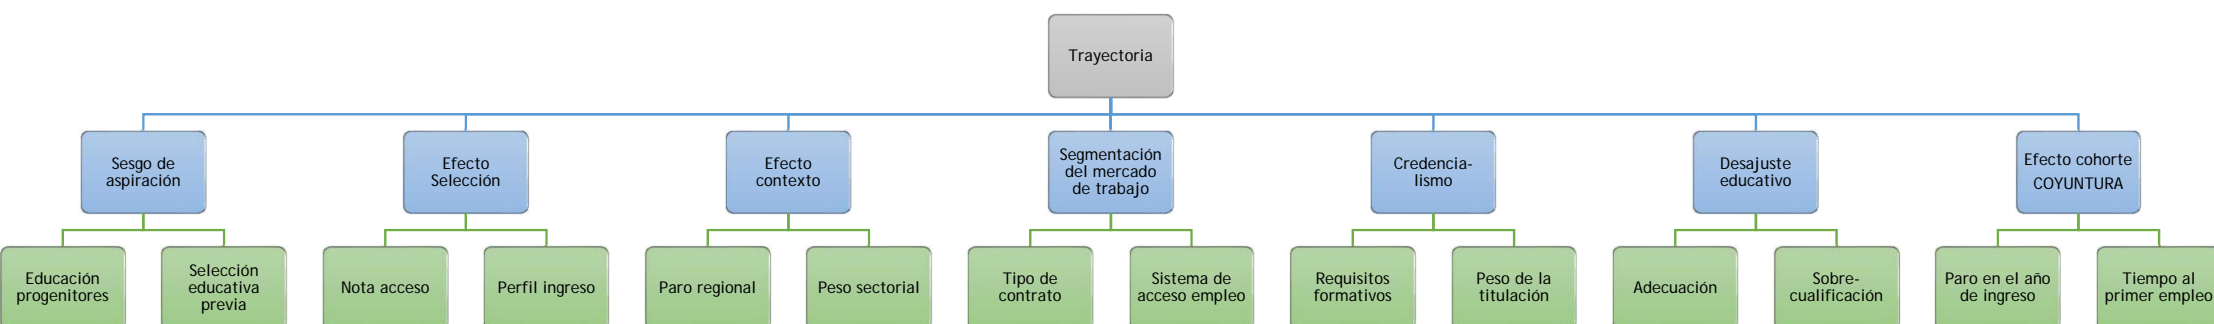 Trayectoria
Sesgo de
aspiración
Efecto
Selección
Efecto
contexto
Segmentación
del mercado
de trabajo
Credencia-
lismo
Desajuste
educativo
Efecto cohorte
COYUNTURA
Educación
progenitores
Selección
educativa
previa
Nota acceso
Perfil ingreso
Paro regional
Peso sectorial
Tipo de
contrato
Sistema de
acceso empleo
Requisitos
formativos
Peso de la
titulación
Adecuación
Sobre-
cualificación
Paro en el año
de ingreso
Tiempo al
primer empleo